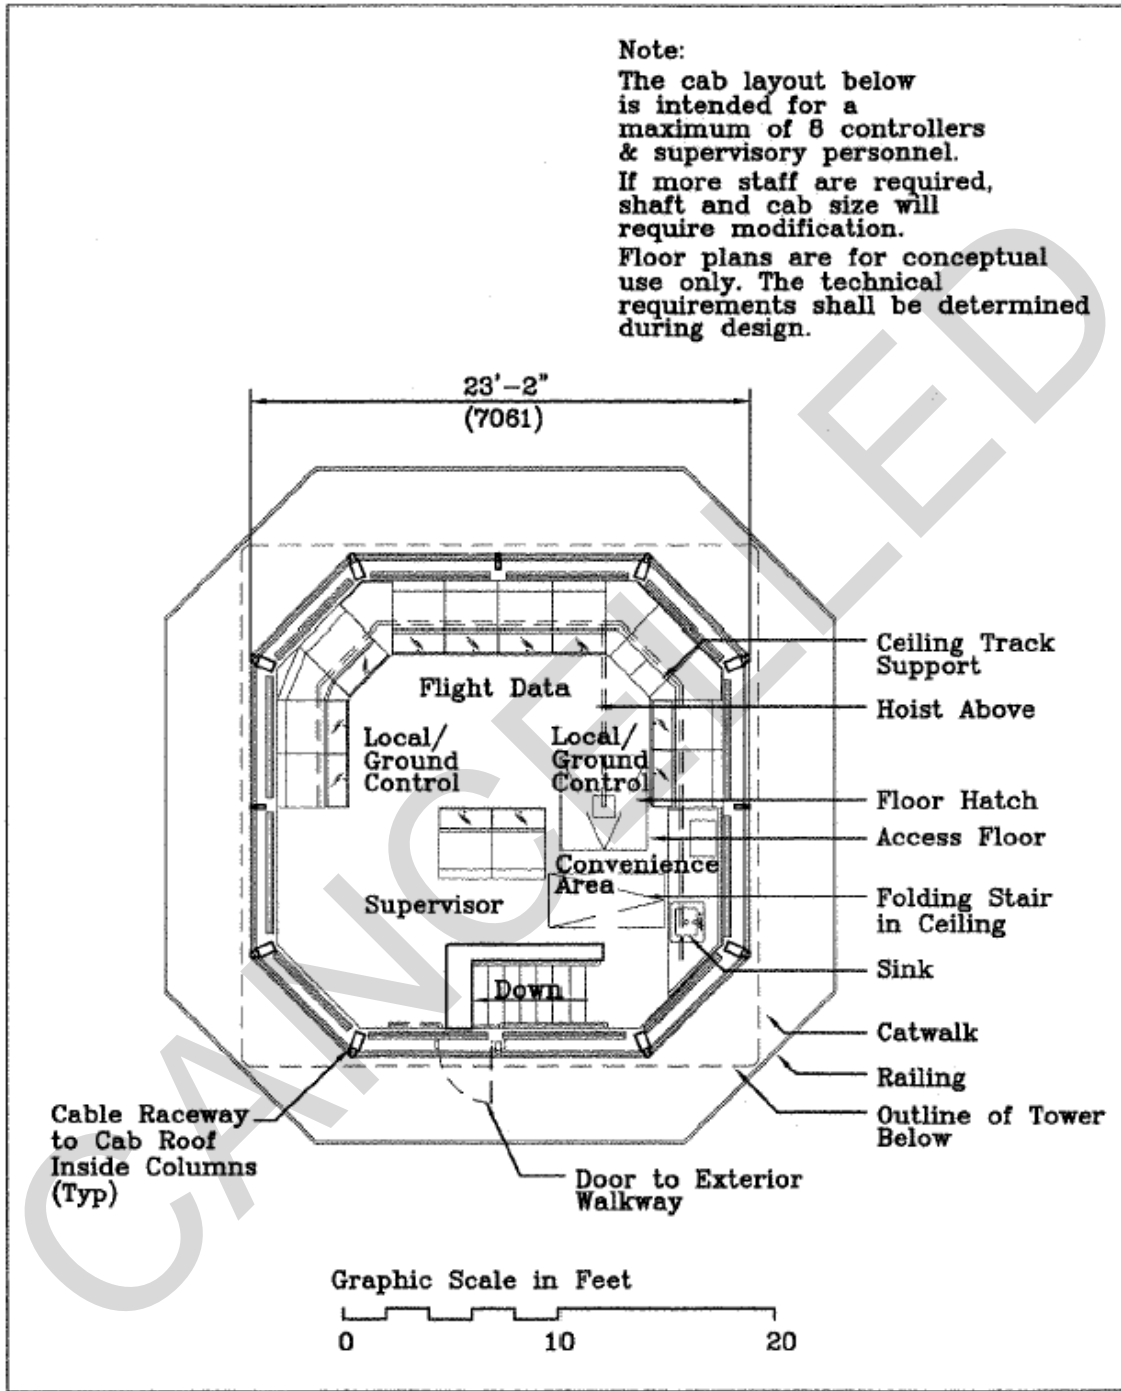 Note:
The cab layout below
is intended for a
maximum of 8 controllers
& supervisory personnel.
If more staff are required,
shaft and cab size will
require modification.
Floor plans are for conceptual
use only. The technical
requirements shall be determined
during design.
23'-2"
(7061)
Flight Data
Local/
Ground
Control
Local/
Ground
Control
Convenience
Area
Supervisor
Down
Ceiling Track
Support
Hoist Above
Floor Hatch
Access Floor
Folding Stair
in Ceiling
Sink
Catwalk
Railing
Outline of Tower
Below
Cable Raceway
to Cab Roof
Inside Columns
(Typ)
Door to Exterior
Walkway
Graphic Scale in Feet
0 10 20
CANCELLED